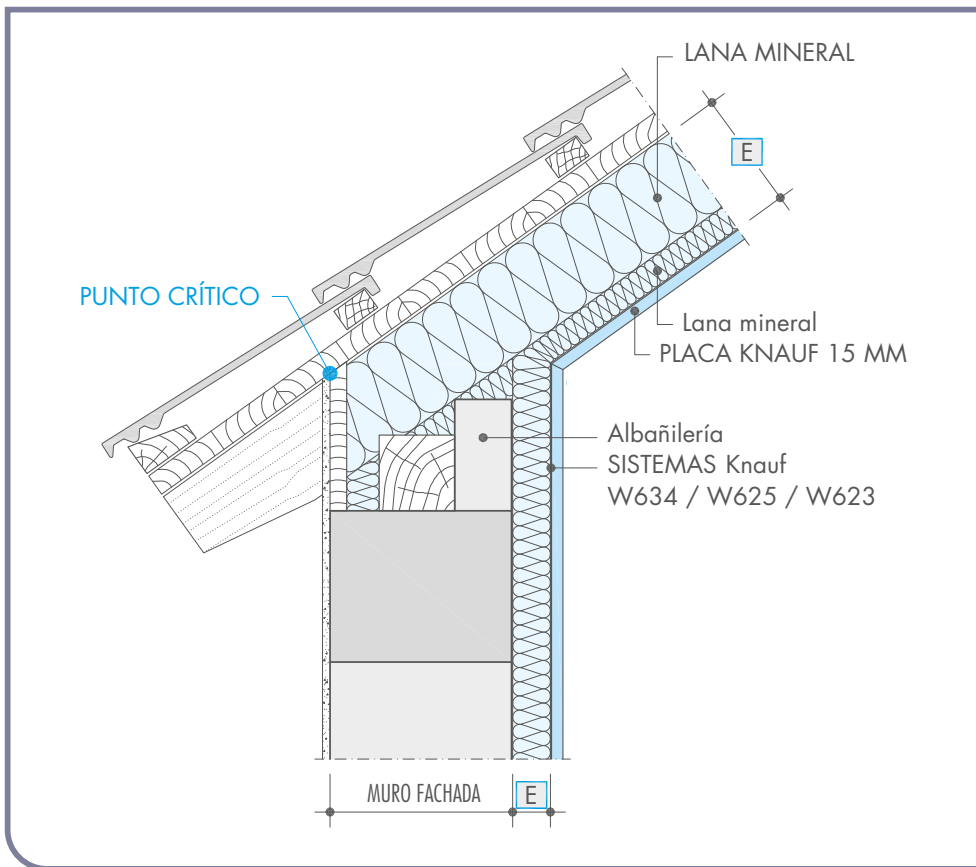 LANA MINERAL
E
PUNTO CRÍTICO
Lana mineral
PLACA KNAUF 15 MM
Albañilería
SISTEMAS Knauf
W634 / W625 / W623
MURO FACHADA
E